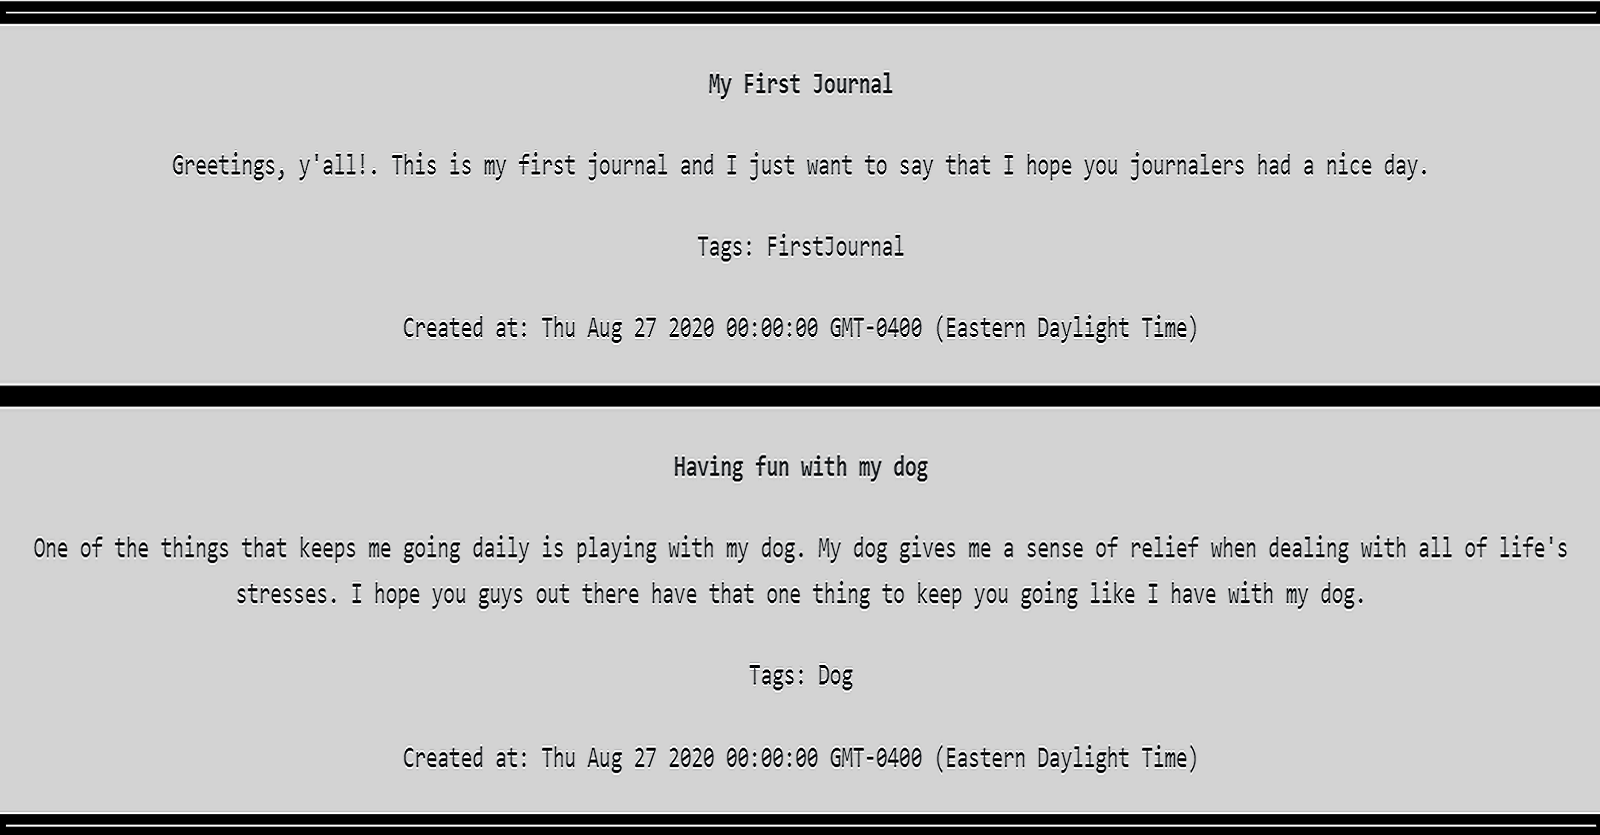 My First Journal
Greetings, y'all!. This is my first journal and I just want to say that I hope you journalers had a nice day.
Tags: FirstJournal
Created at: Thu Aug 27 2020 00:00:00 GMT-0400 (Eastern Daylight Time)
Having fun with my dog
One of the things that keeps me going daily is playing with my dog. My dog gives me a sense of relief when dealing with all of life's
stresses. I hope you guys out there have that one thing to keep you going like I have with my dog.
Tags: Dog
Created at: Thu Aug 27 2020 00:00:00 GMT-0400 (Eastern Daylight Time)